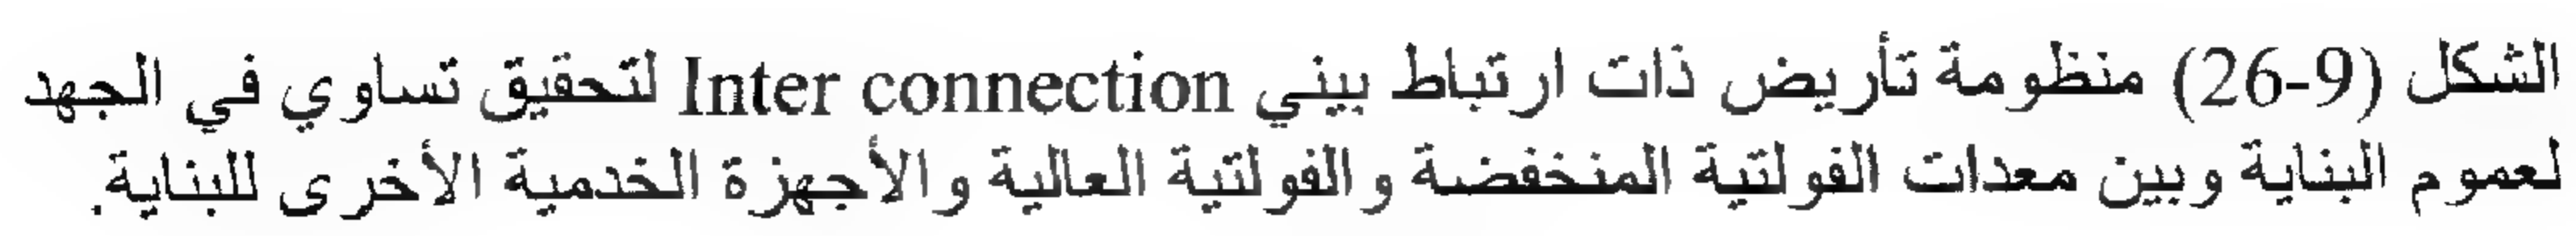 الشكل (9-26) منظومة تأريض ذات ارتباط بيني Inter connection لتحقيق تساوي في الجهد
لعموم البناية وبين معدات الفولتية المنخفضة والفولتية العالية والأجهزة الخدمية الأخرى للبناية.